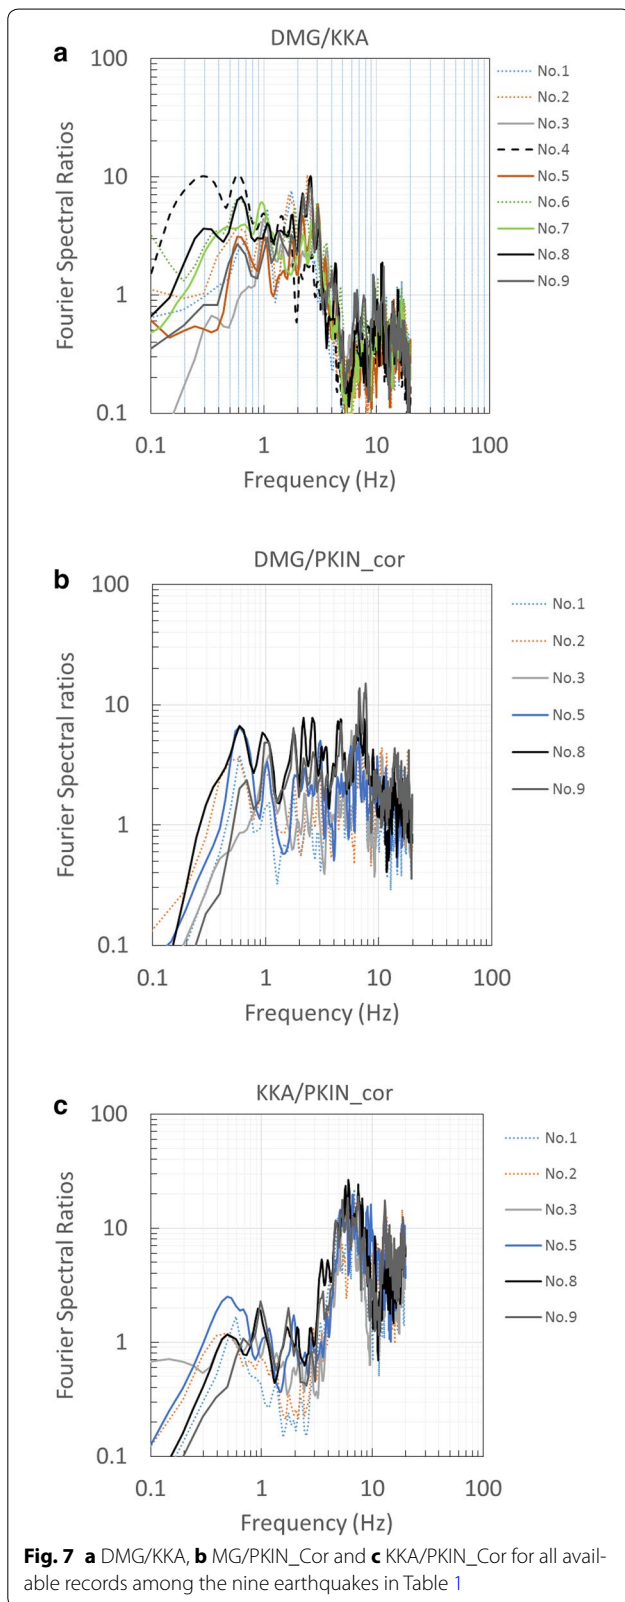 a
DMG/KKA
100
10
1
0.1
Fourier Spectral Ratios
0.1 1 10 100
Frequency (Hz)
No.1
No.2
No.3
No.4
No.5
No.6
No.7
No.8
No.9
b
DMG/PKIN_cor
100
10
1
0.1
Fourier Spectral ratios
0.1 1 10 100
Frequency (Hz)
No.1
No.2
No.3
No.5
No.8
No.9
c
KKA/PKIN_cor
100
10
1
0.1
Fourier Spectral Ratios
0.1 1 10 100
Frequency (Hz)
No.1
No.2
No.3
No.5
No.8
No.9
Fig. 7 a DMG/KKA, b MG/PKIN_Cor and c KKA/PKIN_Cor for all avail-
able records among the nine earthquakes in Table 1